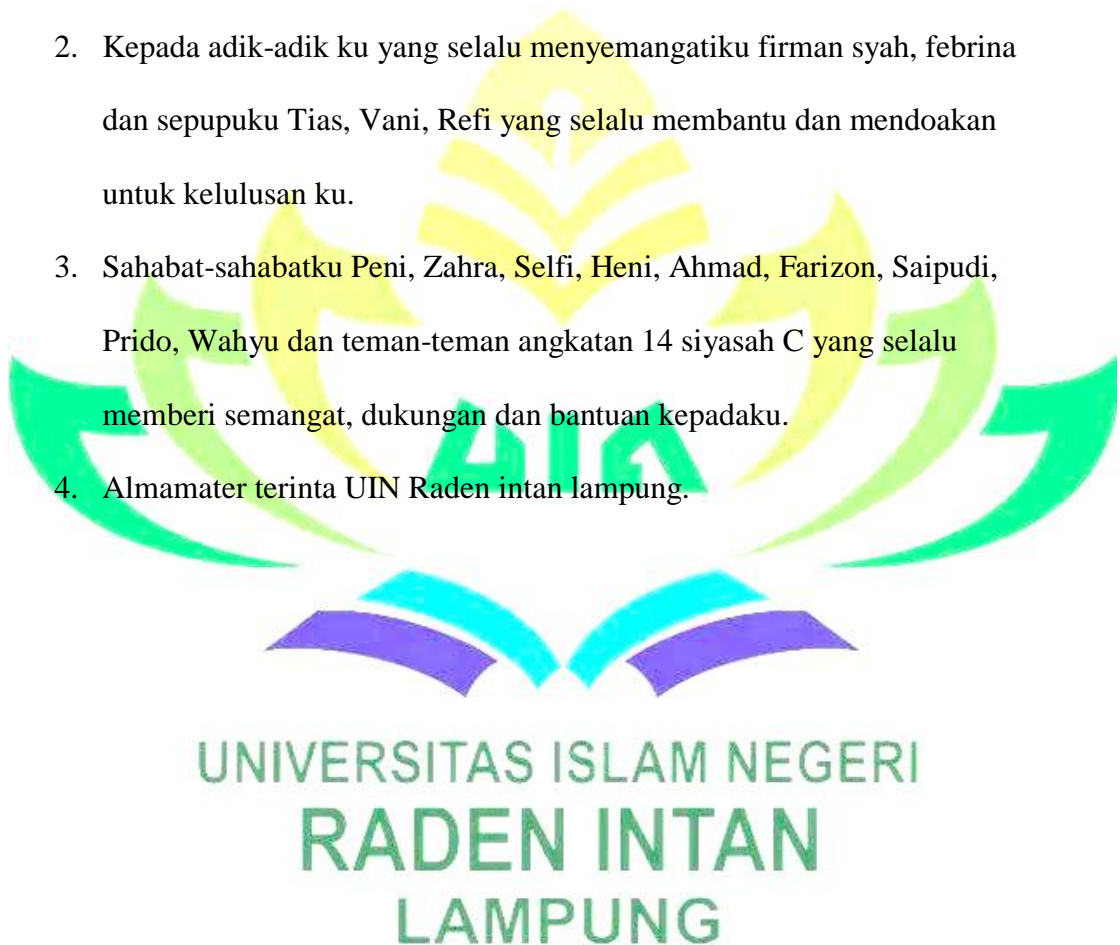 2. Kepada adik-adik ku yang selalu menyemangatiku firman syah, febrina
dan sepupuku Tias, Vani, Refi yang selalu membantu dan mendoakan
untuk kelulusan ku.
3. Sahabat-sahabatku Peni, Zahra, Selfi, Heni, Ahmad, Farizon, Saipudi,
Prido, Wahyu dan teman-teman angkatan 14 siyasah C yang selalu
memberi semangat, dukungan dan bantuan kepadaku.
UIN
4. Almamater terinta UIN Raden intan lampung.
UNIVERSITAS ISLAM NEGERI
RADEN INTAN
LAMPUNG